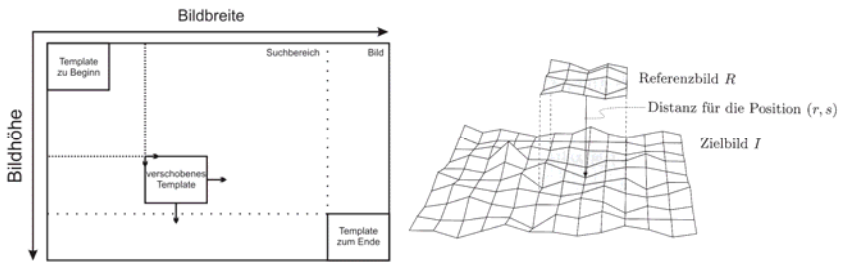 Bildbreite
Bildhöhe
Template
zu Beginn
Suchbereich
Bild
verschobenes
Template
Template
zum Ende
Referenzbild R
Distanz für die Position (r, s)
Zielbild I